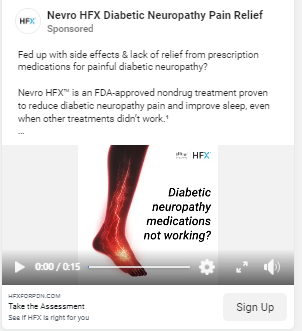 HFX
Nevro HFX Diabetic Neuropathy Pain Relief
Sponsored
Fed up with side effects & lack of relief from prescription
medications for painful diabetic neuropathy?
Nevro HFX™ is an FDA-approved nondrug treatment proven
to reduce diabetic neuropathy pain and improve sleep, even
when other treatments didn't work.¹
...
HFX
Diabetic
neuropathy
medications
not working?
0:00 / 0:15
HFXFORPDN.COM
Take the Assessment
See if HFX is right for you
Sign Up